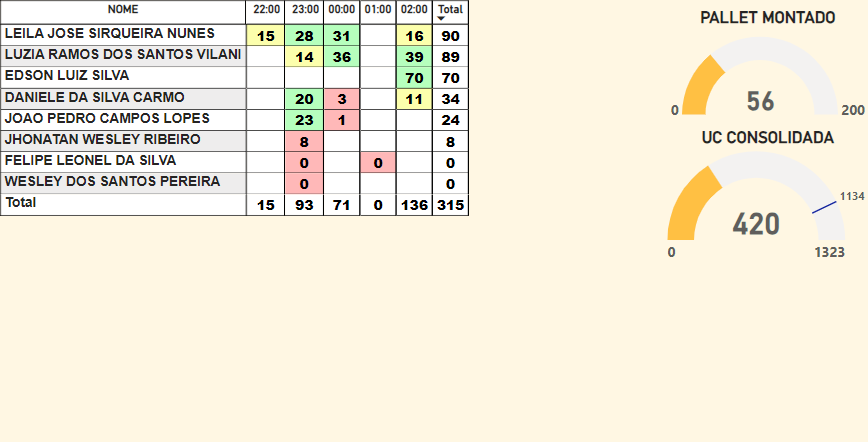 NOME 22:00 23:00 00:00 01:00 02:00 Total
LEILA JOSE SIRQUEIRA NUNES 15 28 31 16 90
LUZIA RAMOS DOS SANTOS VILANI 14 36 39 89
EDSON LUIZ SILVA 70 70
DANIELE DA SILVA CARMO 20 3 11 34
JOAO PEDRO CAMPOS LOPES 23 1 24
JHONATAN WESLEY RIBEIRO 8 8
FELIPE LEONEL DA SILVA 0 0 0
WESLEY DOS SANTOS PEREIRA 0 0
Total 15 93 71 0 136 315
PALLET MONTADO
56
0 200
UC CONSOLIDADA
1134
420
0 1323